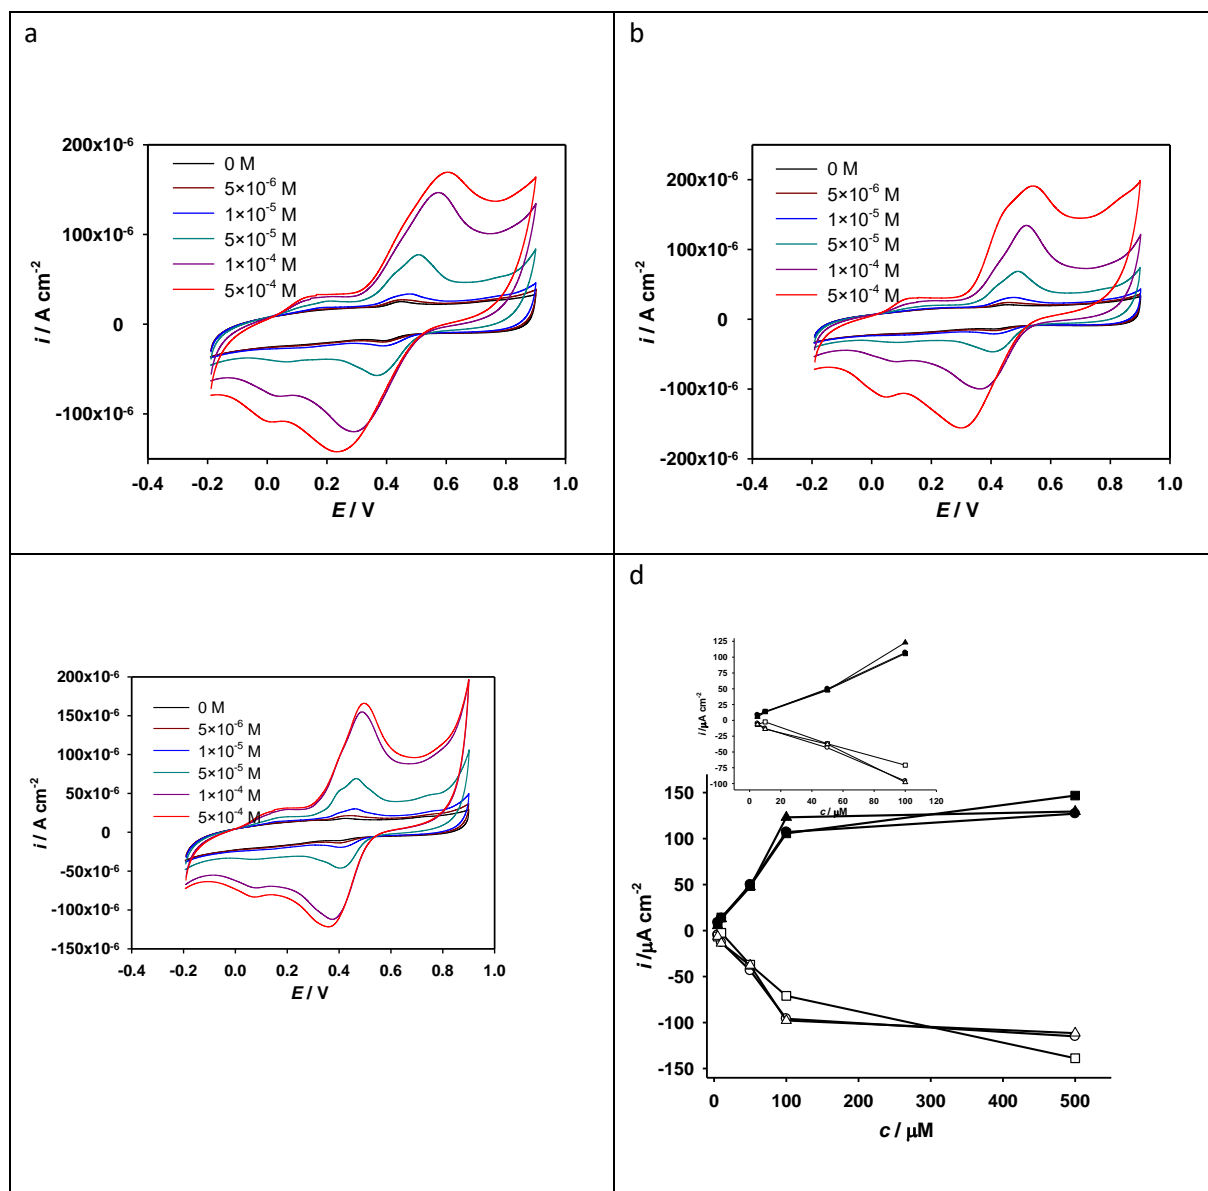 a
200x10⁻⁶
100x10⁻⁶
0
-100x10⁻⁶
i / A cm⁻²
0 M
5×10⁻⁶ M
1×10⁻⁵ M
5×10⁻⁵ M
1×10⁻⁴ M
5×10⁻⁴ M
-0.4 -0.2 0.0 0.2 0.4 0.6 0.8 1.0
E / V
b
200x10⁻⁶
100x10⁻⁶
0
-100x10⁻⁶
-200x10⁻⁶
i / A cm⁻²
0 M
5×10⁻⁶ M
1×10⁻⁵ M
5×10⁻⁵ M
1×10⁻⁴ M
5×10⁻⁴ M
-0.4 -0.2 0.0 0.2 0.4 0.6 0.8 1.0
E / V
200x10⁻⁶
150x10⁻⁶
100x10⁻⁶
50x10⁻⁶
0
-50x10⁻⁶
-100x10⁻⁶
-150x10⁻⁶
i / A cm⁻²
0 M
5×10⁻⁶ M
1×10⁻⁵ M
5×10⁻⁵ M
1×10⁻⁴ M
5×10⁻⁴ M
-0.4 -0.2 0.0 0.2 0.4 0.6 0.8 1.0
E / V
d
125
100
75
50
25
0
-25
-50
-75
-100
i /µA cm⁻²
0 20 40 60 80 100 120
c / µM
150
100
50
0
-50
-100
-150
i /µA cm⁻²
0 100 200 300 400 500
c / µM